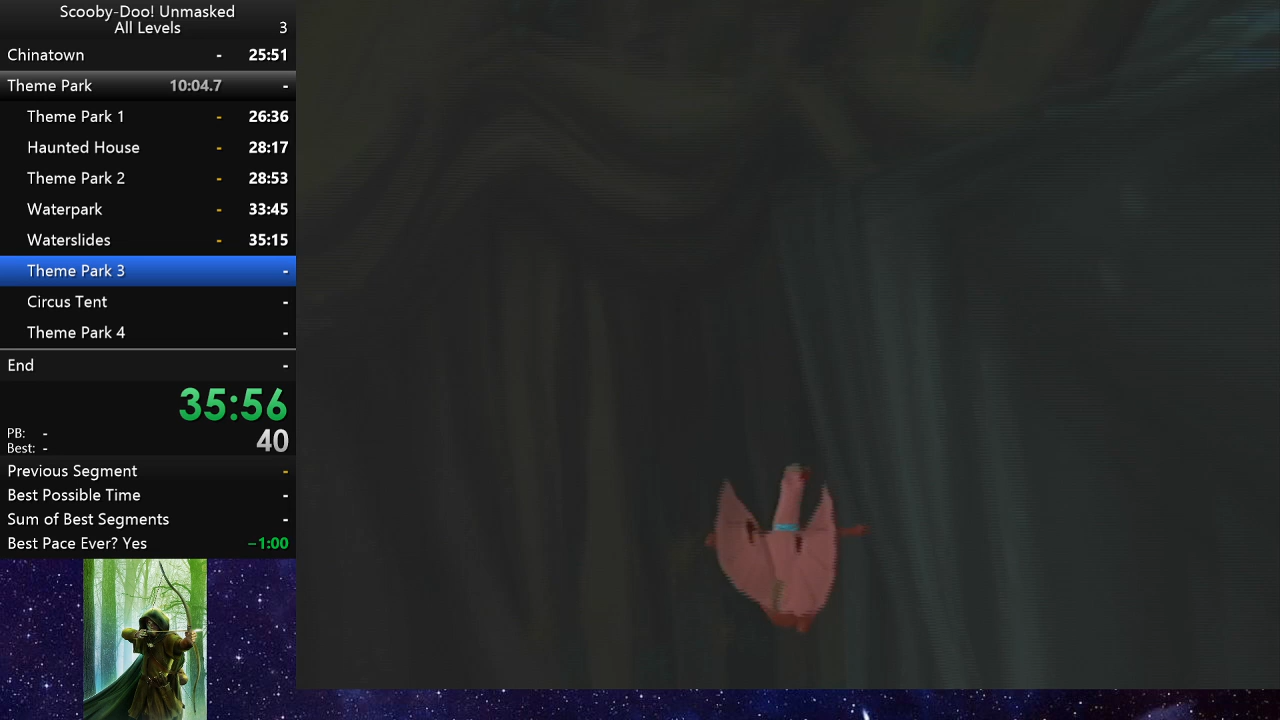 Scooby-Doo! Unmasked
All Levels 3
Chinatown - 25:51
Theme Park 10:04.7 -
Theme Park 1 - 26:36
Haunted House - 28:17
Theme Park 2 - 28:53
Waterpark - 33:45
Waterslides - 35:15
Theme Park 3 -
Circus Tent -
Theme Park 4 -
End -
35:56
PB: - 40
Best: -
Previous Segment -
Best Possible Time -
Sum of Best Segments -
Best Pace Ever? Yes −1:00